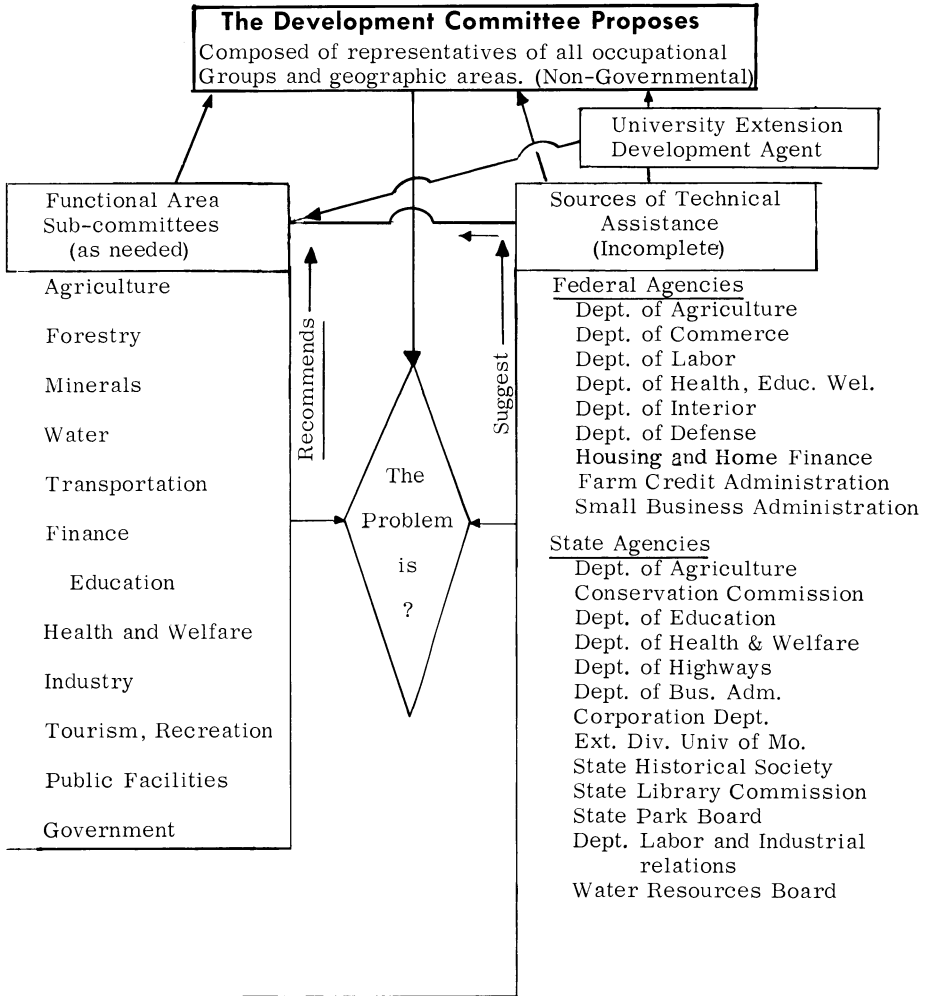 The Development Committee Proposes
Composed of representatives of all occupational
Groups and geographic areas. (Non-Governmental)
University Extension
Development Agent
Functional Area
Sub-committees
(as needed)
Sources of Technical
Assistance
(Incomplete)
Agriculture
Forestry
Minerals
Water
Transportation
Finance
Education
Health and Welfare
Industry
Tourism, Recreation
Public Facilities
Government
Recommends
The
Problem
is
?
Suggest
Federal Agencies
Dept. of Agriculture
Dept. of Commerce
Dept. of Labor
Dept. of Health, Educ. Wel.
Dept. of Interior
Dept. of Defense
Housing and Home Finance
Farm Credit Administration
Small Business Administration
State Agencies
Dept. of Agriculture
Conservation Commission
Dept. of Education
Dept. of Health & Welfare
Dept. of Highways
Dept. of Bus. Adm.
Corporation Dept.
Ext. Div. Univ of Mo.
State Historical Society
State Library Commission
State Park Board
Dept. Labor and Industrial
relations
Water Resources Board